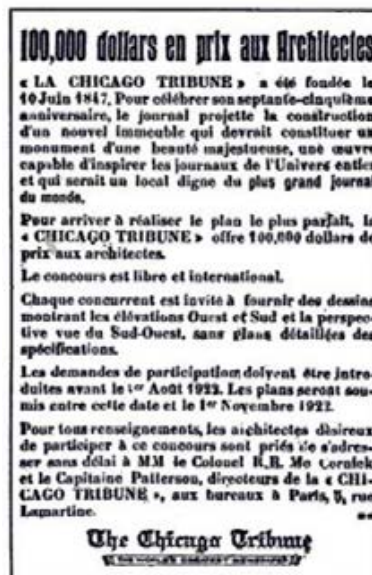 100,000 dollars en prix aux Architectes
« LA CHICAGO TRIBUNE » a été fondée le
10 Juin 1847. Pour célébrer son septante-cinquième
anniversaire, le journal projette la construction
d'un nouvel immeuble qui devrait constituer un
monument d'une beauté majestueuse, une œuvre
capable d'inspirer les journaux de l'Univers entier
et qui serait un local digne du plus grand journal
du monde.
Pour arriver à réaliser le plan le plus parfait, la
« CHICAGO TRIBUNE » offre 100,000 dollars de
prix aux architectes.
Le concours est libre et international.
Chaque concurrent est invité à fournir des dessins
montrant les élévations Ouest et Sud et la perspec-
tive vue du Sud-Ouest, sans plans détaillées des
spécifications.
Les demandes de participation doivent être intro-
duites avant le 1er Août 1922. Les plans seront sou-
mis entre cette date et le 1er Novembre 1922.
Pour tous renseignements, les architectes désireux
de participer à ce concours sont priés de s'adres-
ser sans délai à MM le Colonel R.R. Mc Cormick
et le Capitaine Patterson, directeurs de la « CHI-
CAGO TRIBUNE », aux bureaux à Paris, 5, rue
Lamartine.
The Chicago Tribune
THE WORLD'S GREATEST NEWSPAPER